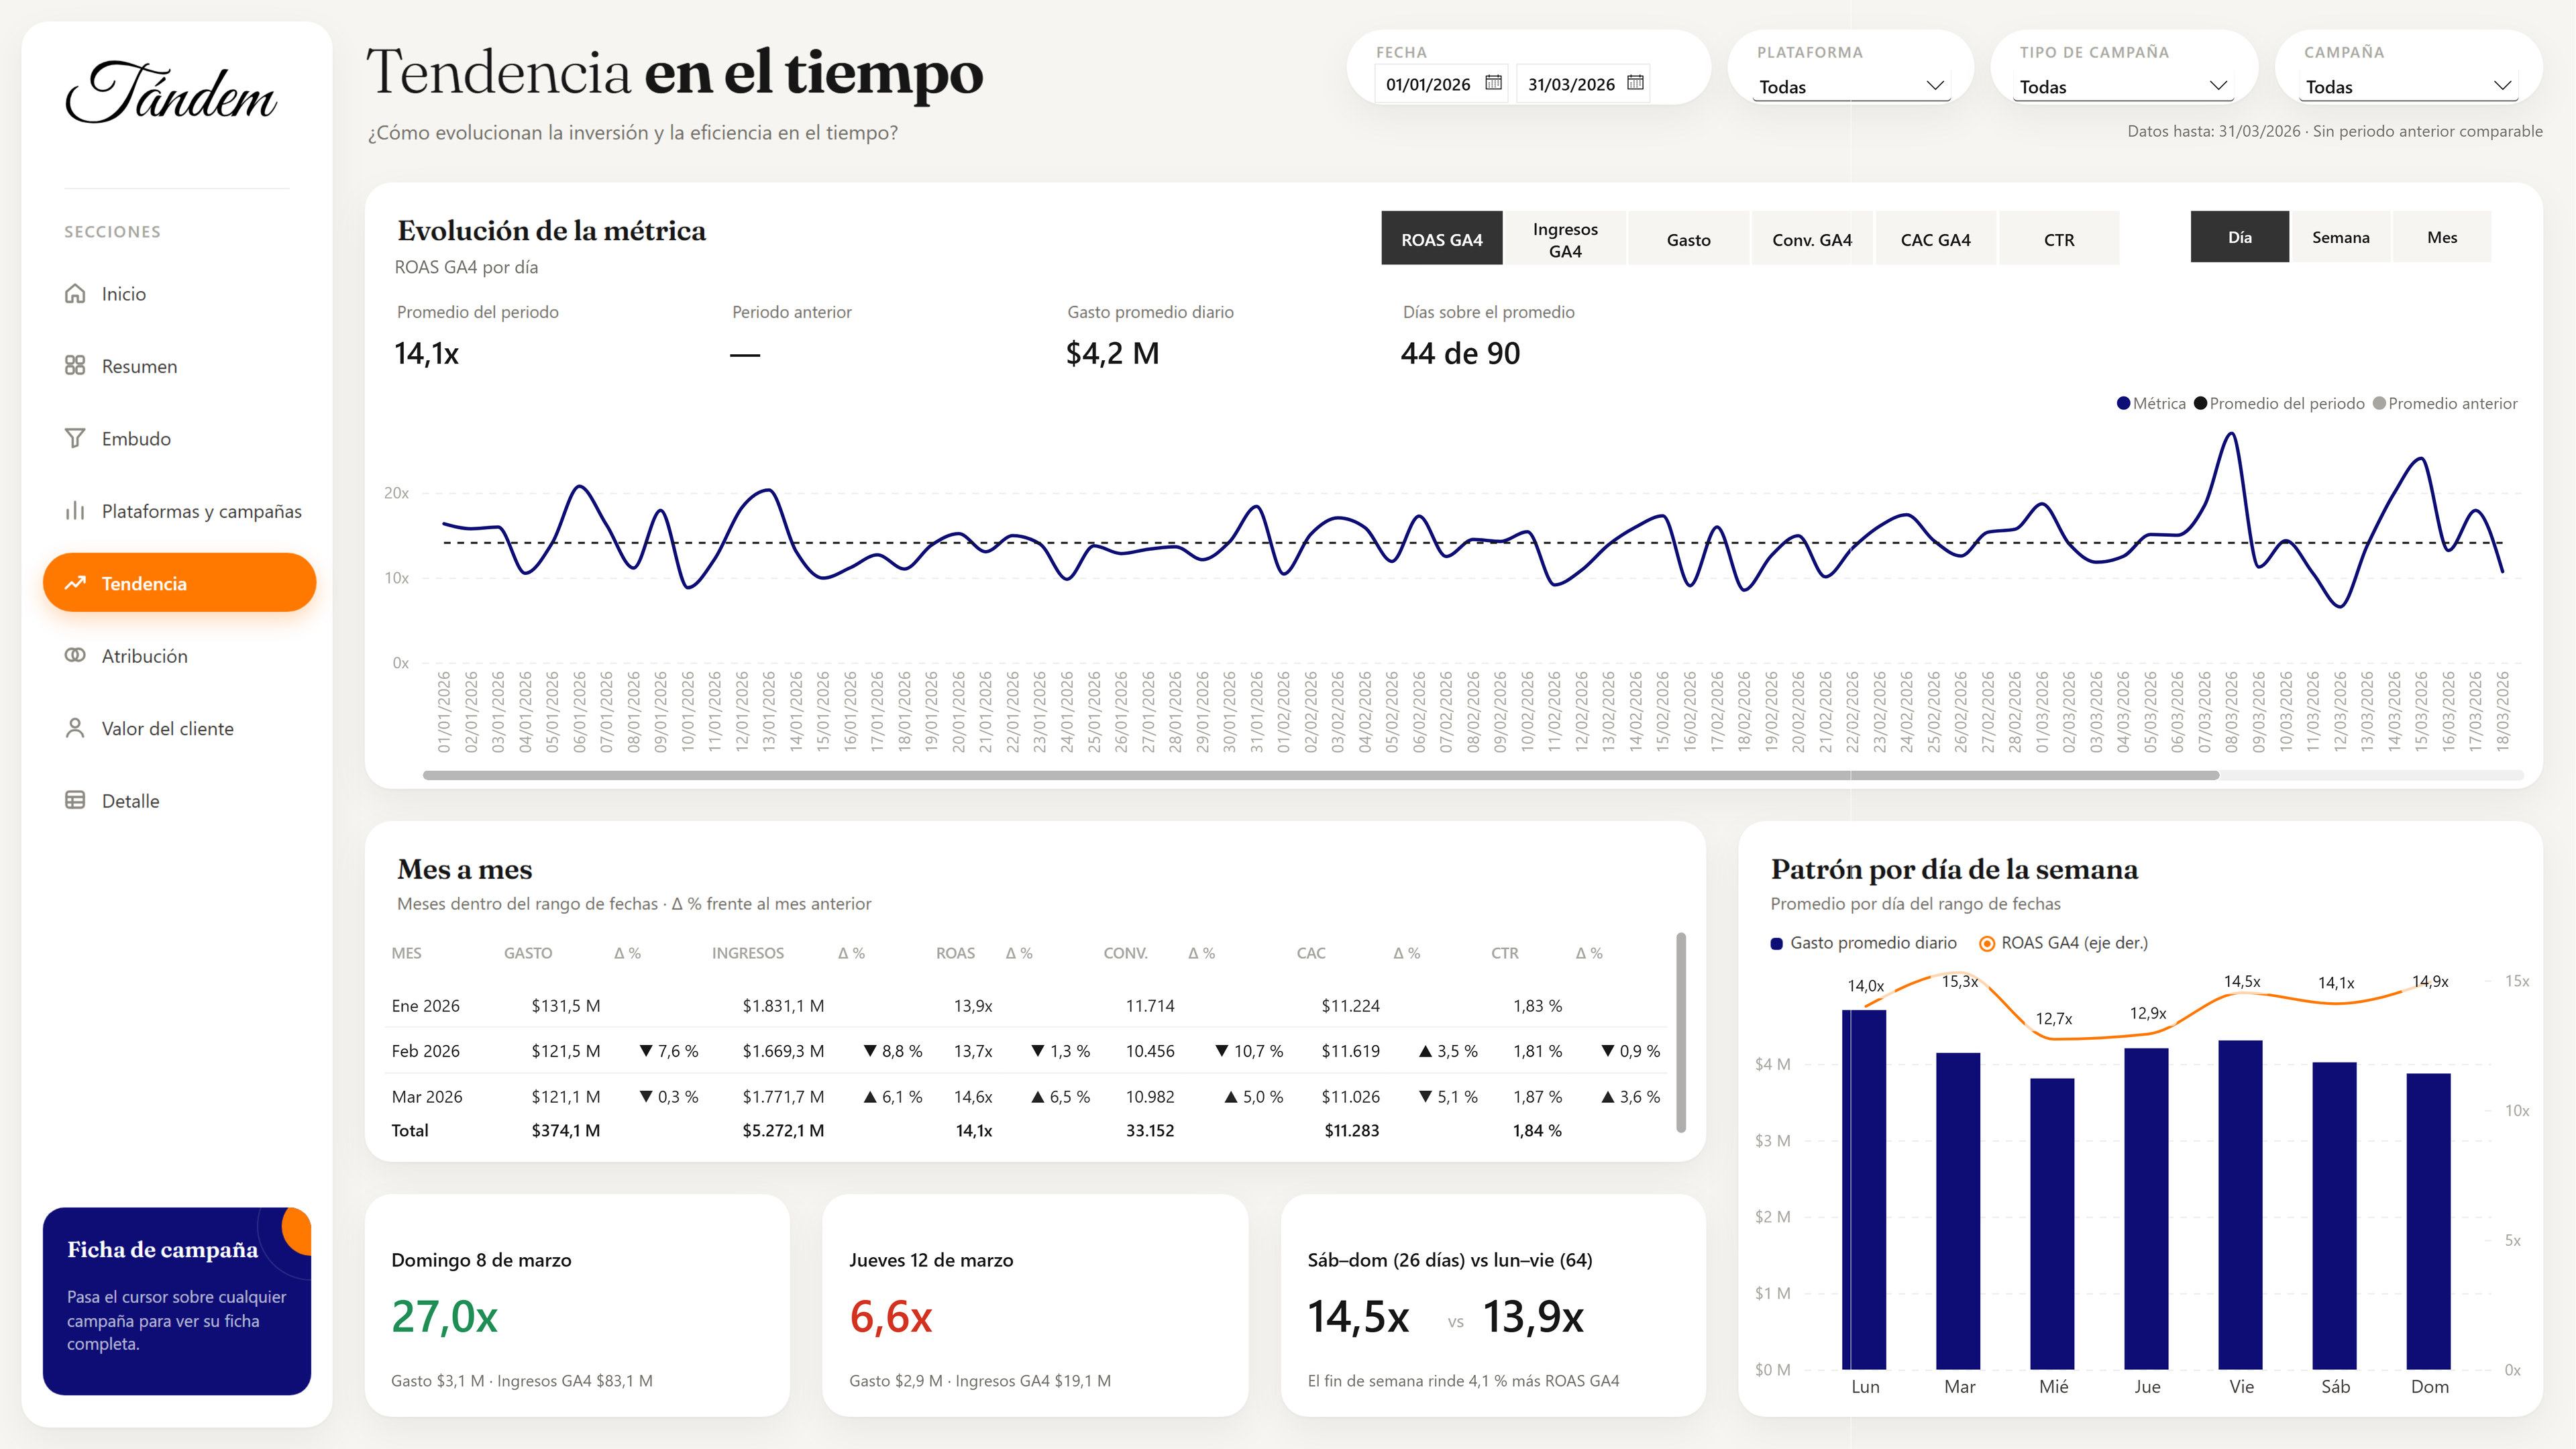 Tándem
SECCIONES
Inicio
Resumen
Embudo
Plataformas y campañas
Tendencia
Atribución
Valor del cliente
Detalle
Ficha de campaña
Pasa el cursor sobre cualquier
campaña para ver su ficha
completa.
Tendencia en el tiempo
¿Cómo evolucionan la inversión y la eficiencia en el tiempo?
FECHA
01/01/2026 31/03/2026
PLATAFORMA
Todas
TIPO DE CAMPAÑA
Todas
CAMPAÑA
Todas
Datos hasta: 31/03/2026 · Sin periodo anterior comparable
Evolución de la métrica
ROAS GA4 por día
ROAS GA4
Ingresos
GA4
Gasto
Conv. GA4
CAC GA4
CTR
Día
Semana
Mes
Promedio del periodo
14,1x
Periodo anterior
—
Gasto promedio diario
$4,2 M
Días sobre el promedio
44 de 90
Métrica Promedio del periodo Promedio anterior
20x
10x
0x
01/01/2026
02/01/2026
03/01/2026
04/01/2026
05/01/2026
06/01/2026
07/01/2026
08/01/2026
09/01/2026
10/01/2026
11/01/2026
12/01/2026
13/01/2026
14/01/2026
15/01/2026
16/01/2026
17/01/2026
18/01/2026
19/01/2026
20/01/2026
21/01/2026
22/01/2026
23/01/2026
24/01/2026
25/01/2026
26/01/2026
27/01/2026
28/01/2026
29/01/2026
30/01/2026
31/01/2026
01/02/2026
02/02/2026
03/02/2026
04/02/2026
05/02/2026
06/02/2026
07/02/2026
08/02/2026
09/02/2026
10/02/2026
11/02/2026
12/02/2026
13/02/2026
14/02/2026
15/02/2026
16/02/2026
17/02/2026
18/02/2026
19/02/2026
20/02/2026
21/02/2026
22/02/2026
23/02/2026
24/02/2026
25/02/2026
26/02/2026
27/02/2026
28/02/2026
01/03/2026
02/03/2026
03/03/2026
04/03/2026
05/03/2026
06/03/2026
07/03/2026
08/03/2026
09/03/2026
10/03/2026
11/03/2026
12/03/2026
13/03/2026
14/03/2026
15/03/2026
16/03/2026
17/03/2026
18/03/2026
Mes a mes
Meses dentro del rango de fechas · Δ % frente al mes anterior
MES GASTO Δ % INGRESOS Δ % ROAS Δ % CONV. Δ % CAC Δ % CTR Δ %
Ene 2026 $131,5 M $1.831,1 M 13,9x 11.714 $11.224 1,83 %
Feb 2026 $121,5 M ▼ 7,6 % $1.669,3 M ▼ 8,8 % 13,7x ▼ 1,3 % 10.456 ▼ 10,7 % $11.619 ▲ 3,5 % 1,81 % ▼ 0,9 %
Mar 2026 $121,1 M ▼ 0,3 % $1.771,7 M ▲ 6,1 % 14,6x ▲ 6,5 % 10.982 ▲ 5,0 % $11.026 ▼ 5,1 % 1,87 % ▲ 3,6 %
Total $374,1 M $5.272,1 M 14,1x 33.152 $11.283 1,84 %
Domingo 8 de marzo
27,0x
Gasto $3,1 M · Ingresos GA4 $83,1 M
Jueves 12 de marzo
6,6x
Gasto $2,9 M · Ingresos GA4 $19,1 M
Sáb–dom (26 días) vs lun–vie (64)
14,5x vs 13,9x
El fin de semana rinde 4,1 % más ROAS GA4
Patrón por día de la semana
Promedio por día del rango de fechas
Gasto promedio diario ROAS GA4 (eje der.)
14,0x 15,3x 12,7x 12,9x 14,5x 14,1x 14,9x
$4 M
$3 M
$2 M
$1 M
$0 M
15x
10x
5x
0x
Lun Mar Mié Jue Vie Sáb Dom